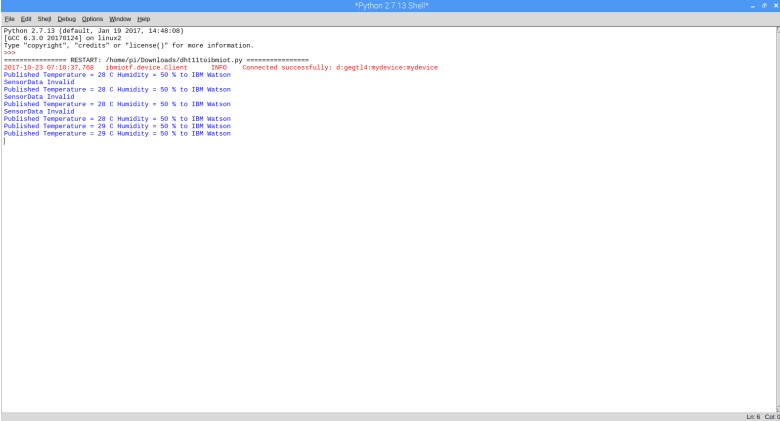 *Python 2.7.13 Shell*
File Edit Shell Debug Options Window Help
Python 2.7.13 (default, Jan 19 2017, 14:48:08)
[GCC 6.3.0 20170124] on linux2
Type "copyright", "credits" or "license()" for more information.
>>>
================ RESTART: /home/pi/Downloads/dht11toibmiot.py ================
2017-10-23 07:10:37,768 ibmiotf.device.Client INFO Connected successfully: d:gegtl4:mydevice:mydevice
Published Temperature = 28 C Humidity = 50 % to IBM Watson
SensorData Invalid
Published Temperature = 28 C Humidity = 50 % to IBM Watson
SensorData Invalid
Published Temperature = 28 C Humidity = 50 % to IBM Watson
SensorData Invalid
Published Temperature = 28 C Humidity = 50 % to IBM Watson
Published Temperature = 29 C Humidity = 50 % to IBM Watson
Published Temperature = 29 C Humidity = 50 % to IBM Watson
Ln: 6 Col: 0